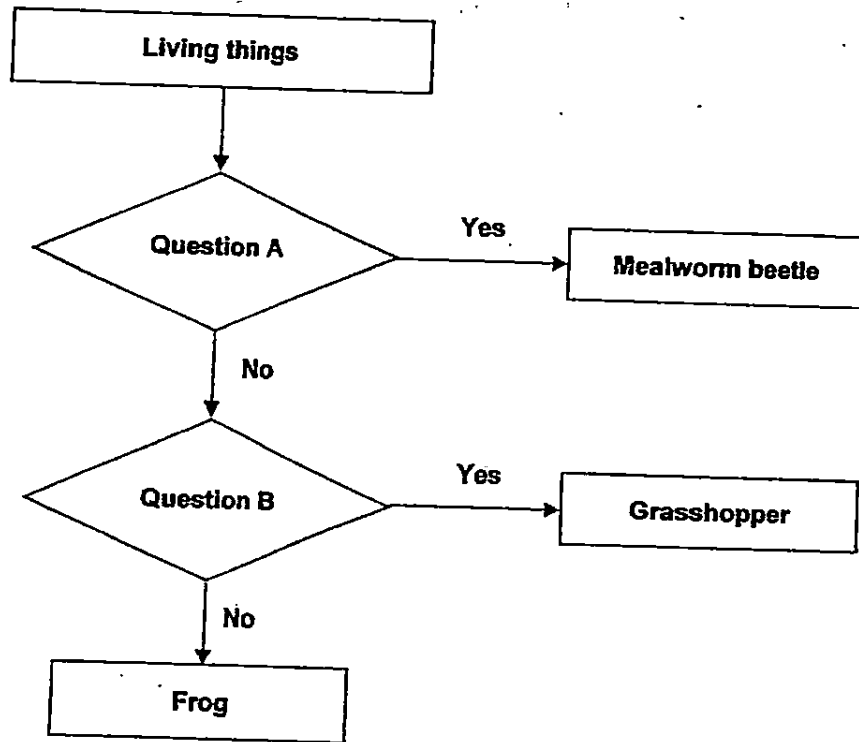 Living things
Question A
Yes
Mealworm beetle
No
Question B
Yes
Grasshopper
No
Frog